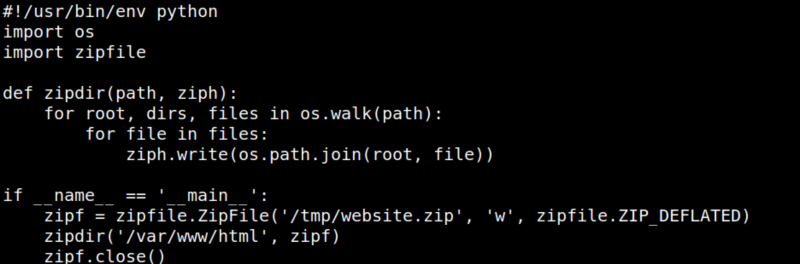 #!/usr/bin/env python
import os
import zipfile

def zipdir(path, ziph):
    for root, dirs, files in os.walk(path):
        for file in files:
            ziph.write(os.path.join(root, file))

if __name__ == '__main__':
    zipf = zipfile.ZipFile('/tmp/website.zip', 'w', zipfile.ZIP_DEFLATED)
    zipdir('/var/www/html', zipf)
    zipf.close()